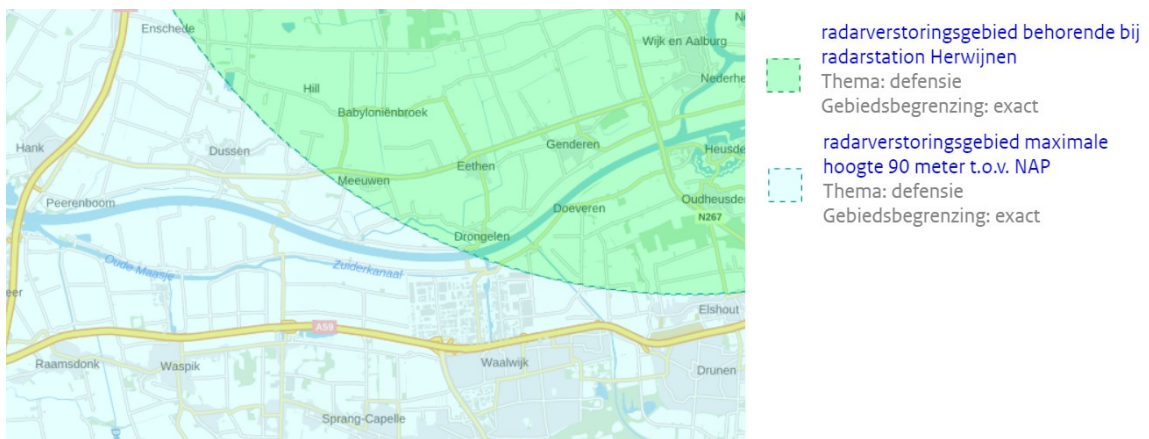 Enschede
Wijk en Aalburg
Nederhe
Hill
Babyloniënbroek
Hank
Dussen
Genderen
Heusde
Eethen
Meeuwen
Peerenboom
Doeveren
Oudheusde
N267
Drongelen
Oude Maasje
Zuiderkanaal
eer
Elshout
A59
Raamsdonk
Waspik
Waalwijk
Drunen
Sprang-Capelle
radarverstoringsgebied behorende bij
radarstation Herwijnen
Thema: defensie
Gebiedsbegrenzing: exact
radarverstoringsgebied maximale
hoogte 90 meter t.o.v. NAP
Thema: defensie
Gebiedsbegrenzing: exact